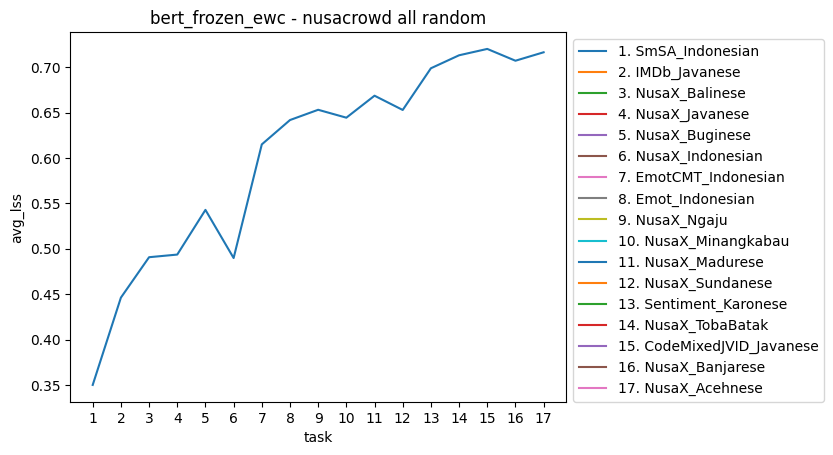 bert_frozen_ewc - nusacrowd all random
avg_lss
0.70
0.65
0.60
0.55
0.50
0.45
0.40
0.35
1 2 3 4 5 6 7 8 9 10 11 12 13 14 15 16 17
task
1. SmSA_Indonesian
2. IMDb_Javanese
3. NusaX_Balinese
4. NusaX_Javanese
5. NusaX_Buginese
6. NusaX_Indonesian
7. EmotCMT_Indonesian
8. Emot_Indonesian
9. NusaX_Ngaju
10. NusaX_Minangkabau
11. NusaX_Madurese
12. NusaX_Sundanese
13. Sentiment_Karonese
14. NusaX_TobaBatak
15. CodeMixedJVID_Javanese
16. NusaX_Banjarese
17. NusaX_Acehnese